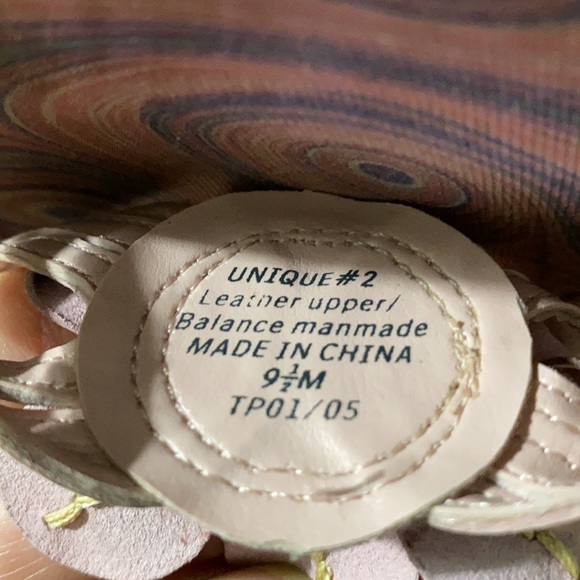 UNIQUE#2
Leather upper/
Balance manmade
MADE IN CHINA
9½M
TP01/05